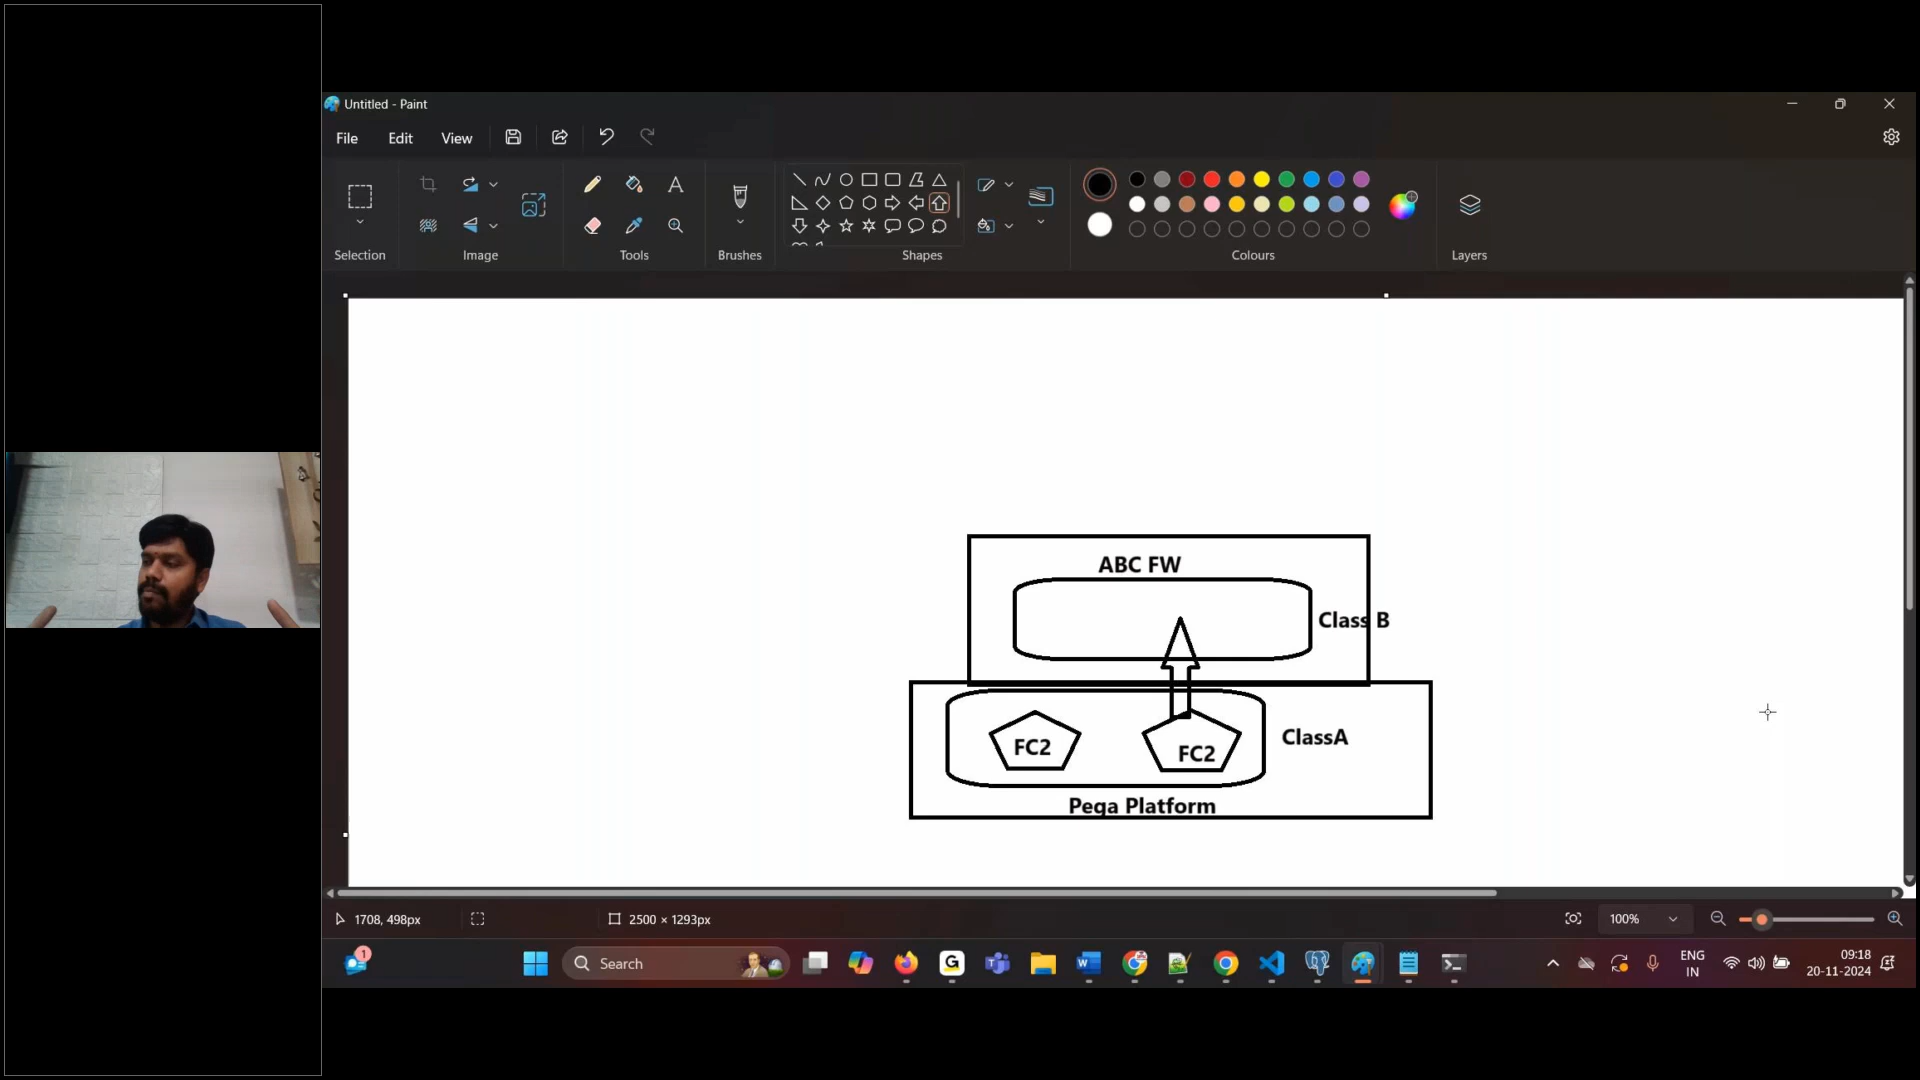 Untitled - Paint
File Edit View
Selection Image Tools Brushes Shapes Colours Layers
ABC FW
Class B
FC2 FC2 ClassA
Pega Platform
1708, 498px 2500 × 1293px 100%
1 Search ENG 09:18
IN 20-11-2024